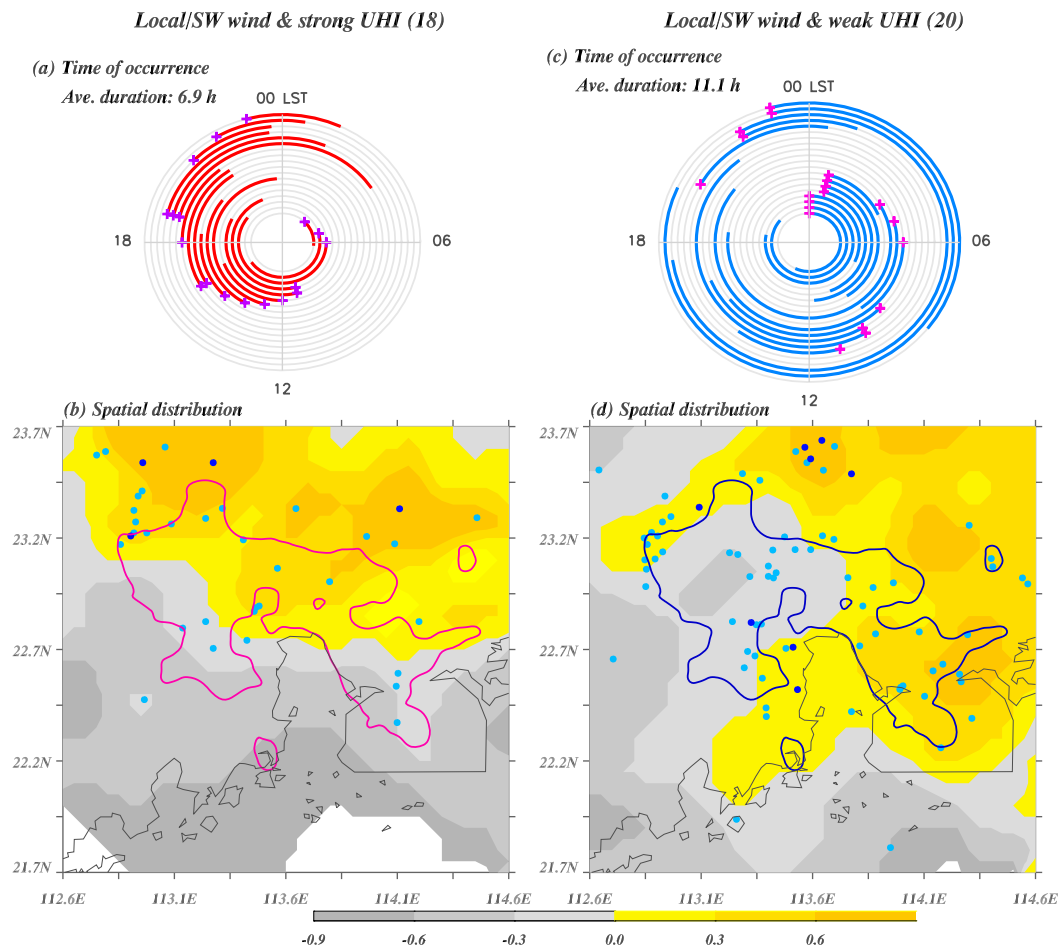 Local/SW wind & strong UHI (18)
Local/SW wind & weak UHI (20)
(a) Time of occurrence
Ave. duration: 6.9 h
00 LST
18
06
12
(c) Time of occurrence
Ave. duration: 11.1 h
00 LST
18
06
12
(b) Spatial distribution
23.7N
23.2N
22.7N
22.2N
21.7N
112.6E 113.1E 113.6E 114.1E 114.6E
(d) Spatial distribution
23.7N
23.2N
22.7N
22.2N
21.7N
112.6E 113.1E 113.6E 114.1E 114.6E
-0.9 -0.6 -0.3 0.0 0.3 0.6